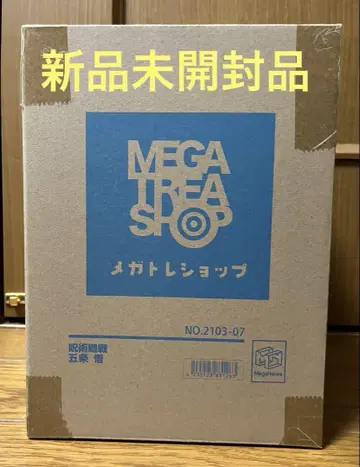 新品未開封品
MEGA
TREA
SHOP
メガトレショップ
NO.2103-07
呪術廻戦
五条 悟
MegaHouse